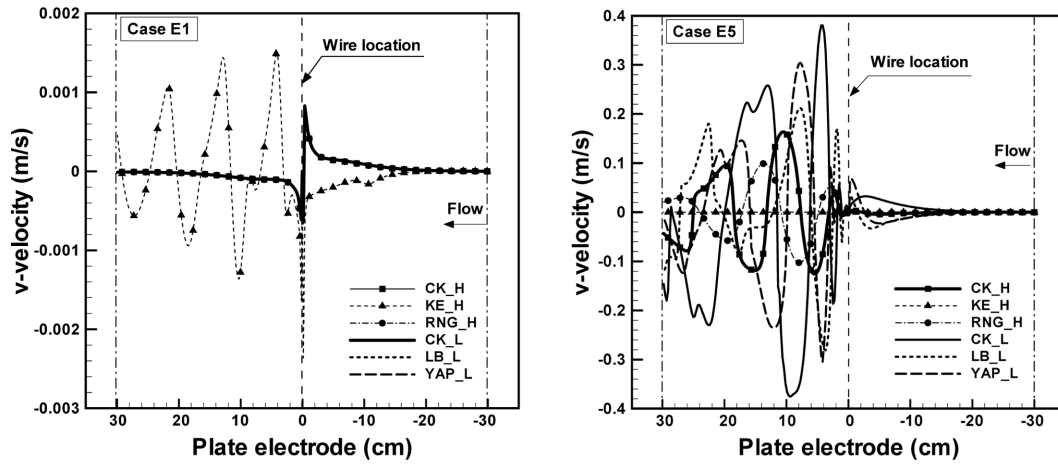 Case E1
Wire location
Flow
CK_H
KE_H
RNG_H
CK_L
LB_L
YAP_L
v-velocity (m/s)
0.002
0.001
0
-0.001
-0.002
-0.003
30 20 10 0 -10 -20 -30
Plate electrode (cm)
Case E5
Wire location
Flow
CK_H
KE_H
RNG_H
CK_L
LB_L
YAP_L
v-velocity (m/s)
0.4
0.3
0.2
0.1
0
-0.1
-0.2
-0.3
-0.4
30 20 10 0 -10 -20 -30
Plate electrode (cm)